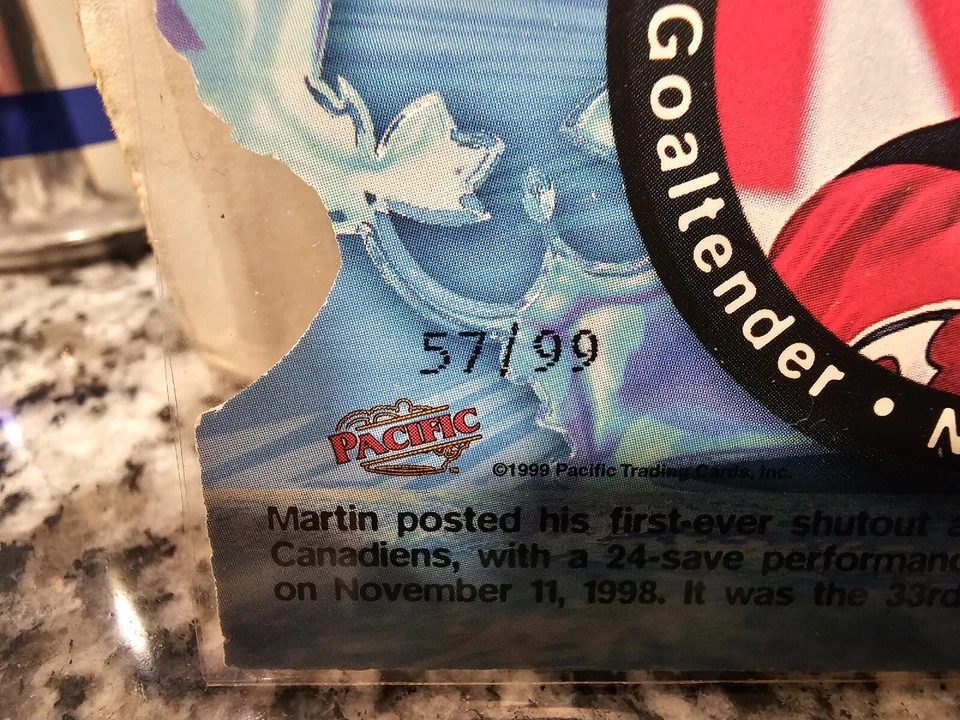 Goaltender •
57/99
PACIFIC
©1999 Pacific Trading Cards, Inc.
Martin posted his first-ever shutout
Canadiens, with a 24-save
on November 11, 1998. It was the 33rd